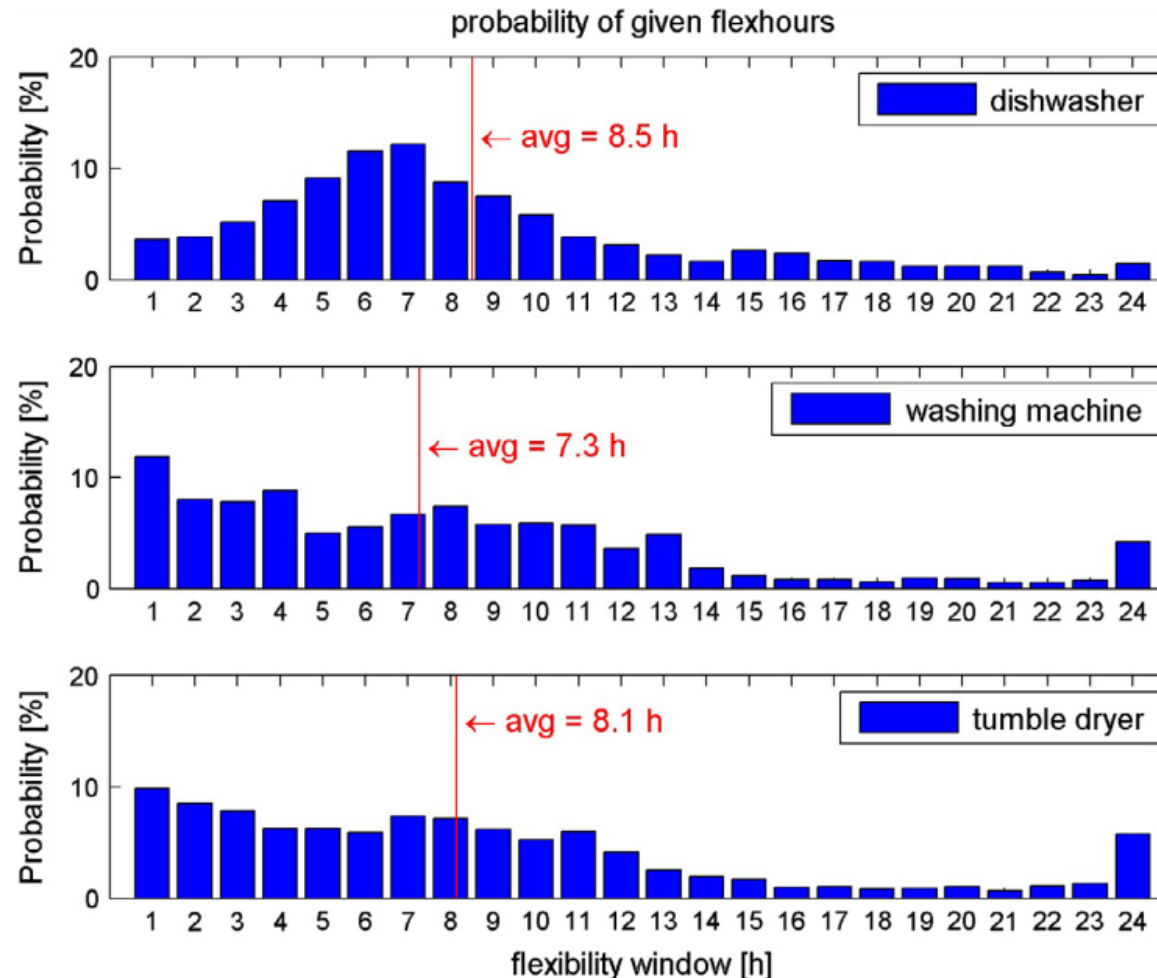 probability of given flexhours
Probability [%]
20
10
0
dishwasher
← avg = 8.5 h
1 2 3 4 5 6 7 8 9 10 11 12 13 14 15 16 17 18 19 20 21 22 23 24
Probability [%]
20
10
0
washing machine
← avg = 7.3 h
1 2 3 4 5 6 7 8 9 10 11 12 13 14 15 16 17 18 19 20 21 22 23 24
Probability [%]
20
10
0
tumble dryer
← avg = 8.1 h
1 2 3 4 5 6 7 8 9 10 11 12 13 14 15 16 17 18 19 20 21 22 23 24
flexibility window [h]